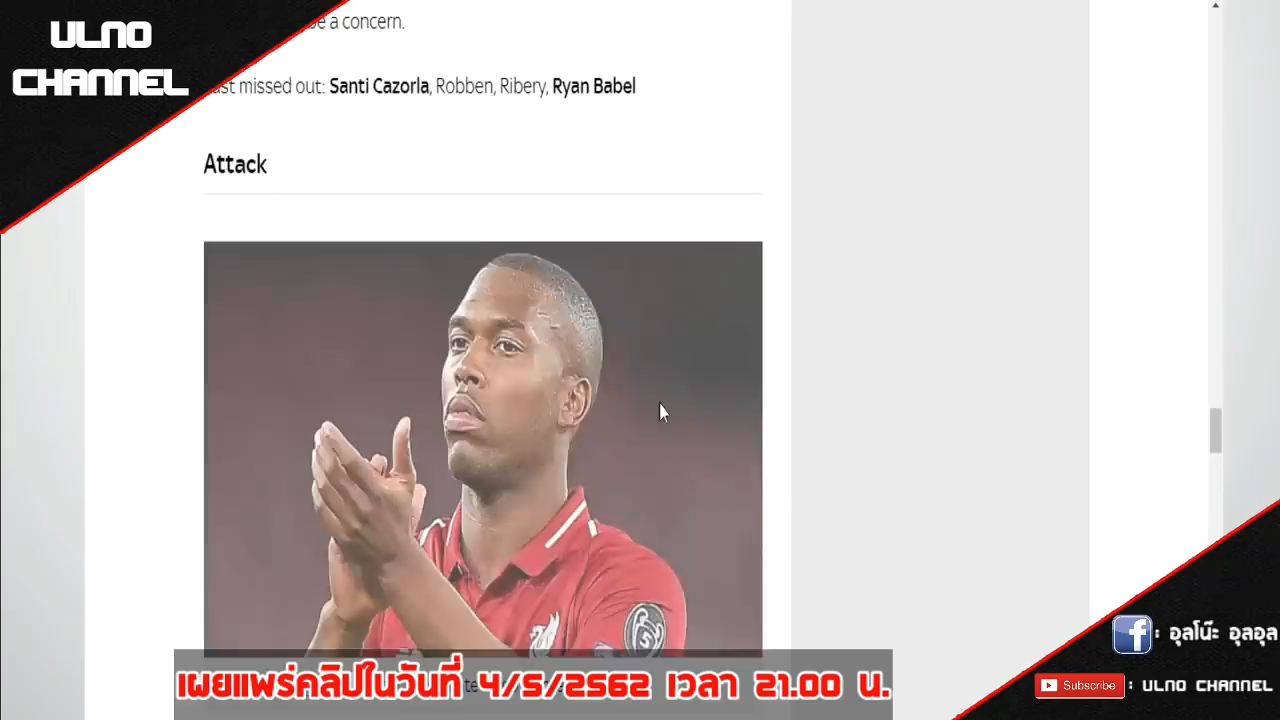 ULNO
CHANNEL
be a concern.
missed out: Santi Cazorla, Robben, Ribery, Ryan Babel
Attack
เผยแพร่คลิปในวันที่ 4/5/2562 เวลา 21.00 น.
f : อุลโน๊ะ อุลอุล
Subscribe : ULNO CHANNEL